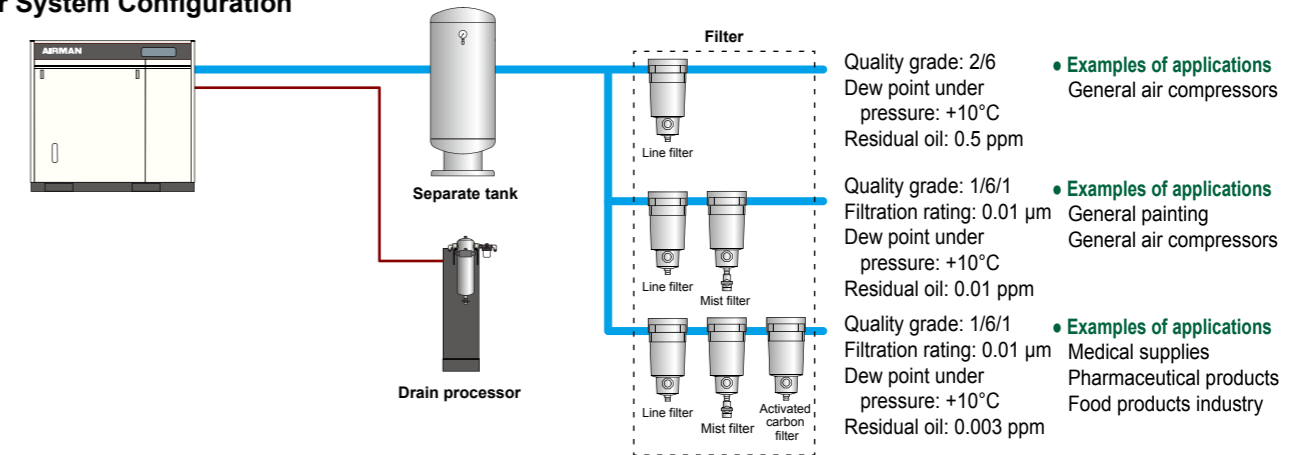 r System Configuration
AIRMAN
Separate tank
Drain processor
Filter
Line filter
Quality grade: 2/6
Dew point under
pressure: +10°C
Residual oil: 0.5 ppm
● Examples of applications
General air compressors
Line filter
Mist filter
Quality grade: 1/6/1
Filtration rating: 0.01 µm
Dew point under
pressure: +10°C
Residual oil: 0.01 ppm
● Examples of applications
General painting
General air compressors
Line filter
Mist filter
Activated
carbon
filter
Quality grade: 1/6/1
Filtration rating: 0.01 µm
Dew point under
pressure: +10°C
Residual oil: 0.003 ppm
● Examples of applications
Medical supplies
Pharmaceutical products
Food products industry